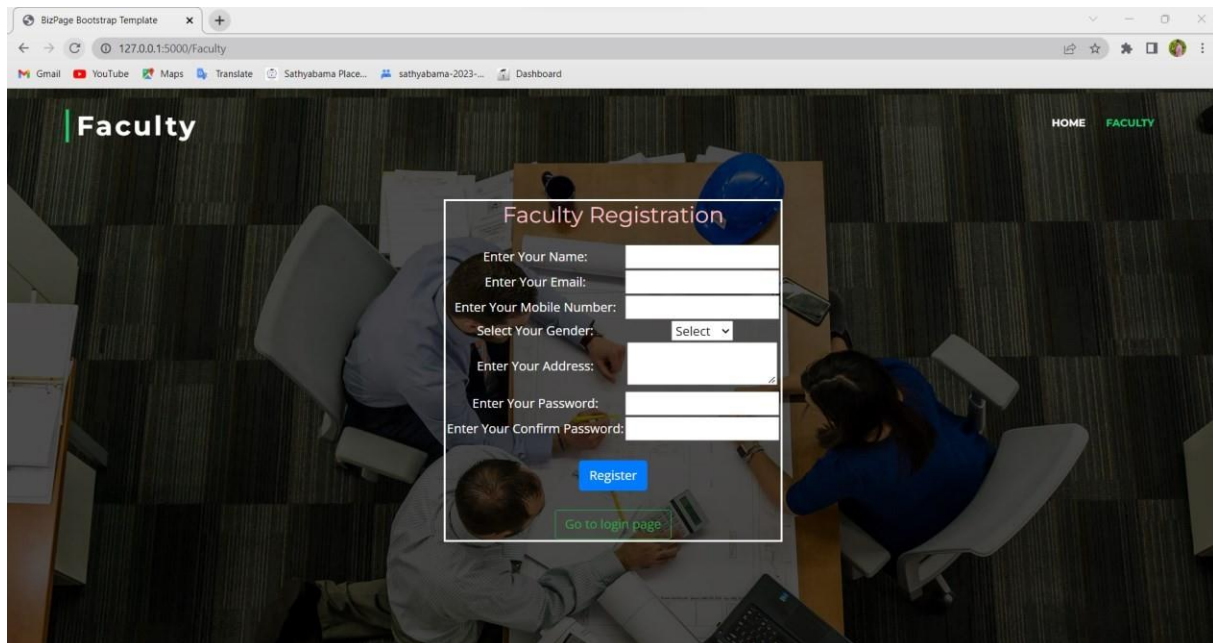 BizPage Bootstrap Template
127.0.0.1:5000/Faculty
Gmail YouTube Maps Translate Sathyabama Place... sathyabama-2023-... Dashboard
Faculty HOME FACULTY
Faculty Registration
Enter Your Name:
Enter Your Email:
Enter Your Mobile Number:
Select Your Gender: Select
Enter Your Address:
Enter Your Password:
Enter Your Confirm Password:
Register
Go to login page